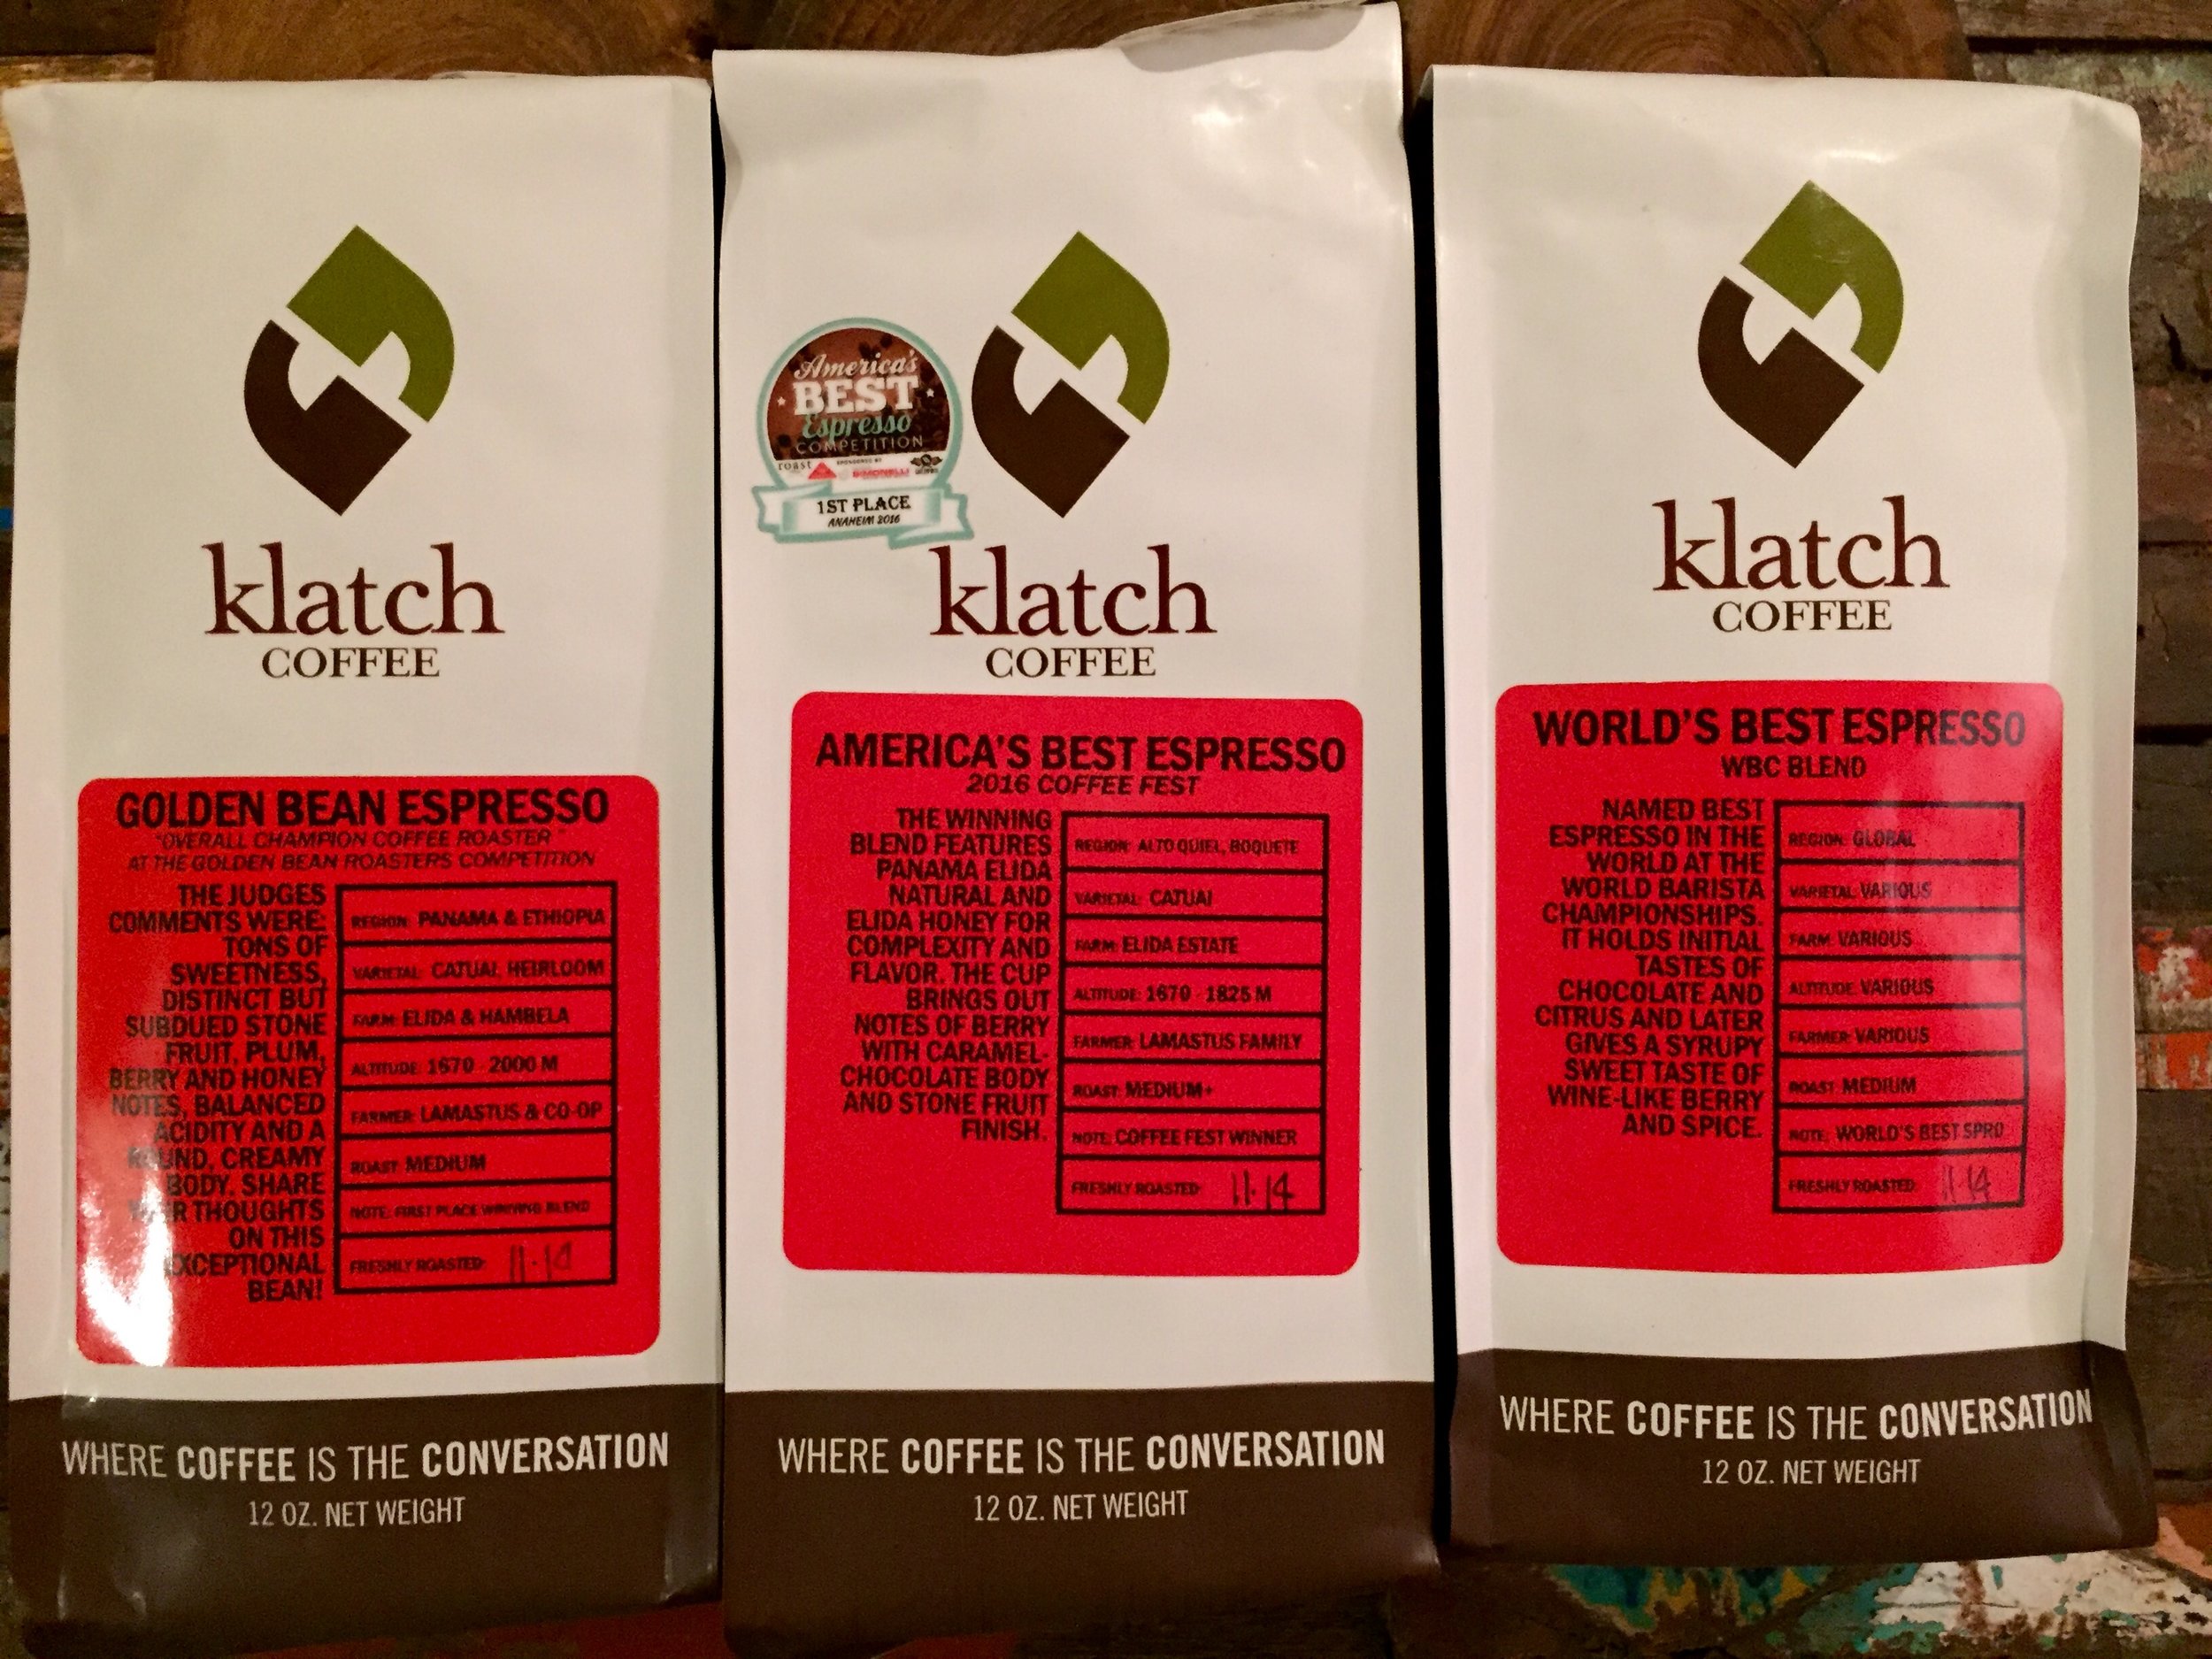 klatch
COFFEE
GOLDEN BEAN ESPRESSO
"OVERALL CHAMPION COFFEE ROASTER"
AT THE GOLDEN BEAN ROASTERS COMPETITION
THE JUDGES
COMMENTS WERE:
TONS OF
SWEETNESS,
DISTINCT BUT
SUBDUED STONE
FRUIT, PLUM,
BERRY AND HONEY
NOTES, BALANCED
ACIDITY AND A
ROUND, CREAMY
BODY. SHARE
THOUGHTS
ON THIS
EXCEPTIONAL
BEAN!
REGION: PANAMA & ETHIOPIA
VARIETAL: CATUAI, HEIRLOOM
FARM: ELIDA & HAMBELA
ALTITUDE: 1670 - 2000 M
FARMER: LAMASTUS & CO-OP
ROAST: MEDIUM
NOTE: FIRST PLACE WINNING BLEND
FRESHLY ROASTED: 11·14
WHERE COFFEE IS THE CONVERSATION
12 OZ. NET WEIGHT
America's
BEST
Espresso
COMPETITION
roast
SPONSORED BY
SIMONELLI
1ST PLACE
ANAHEIM 2016
klatch
COFFEE
AMERICA'S BEST ESPRESSO
2016 COFFEE FEST
THE WINNING
BLEND FEATURES
PANAMA ELIDA
NATURAL AND
ELIDA HONEY FOR
COMPLEXITY AND
FLAVOR. THE CUP
BRINGS OUT
NOTES OF BERRY
WITH CARAMEL-
CHOCOLATE BODY
AND STONE FRUIT
FINISH.
REGION: ALTO QUIEL, BOQUETE
VARIETAL: CATUAI
FARM: ELIDA ESTATE
ALTITUDE: 1670 - 1825 M
FARMER: LAMASTUS FAMILY
ROAST: MEDIUM+
NOTE: COFFEE FEST WINNER
FRESHLY ROASTED: 11·14
WHERE COFFEE IS THE CONVERSATION
12 OZ. NET WEIGHT
klatch
COFFEE
WORLD'S BEST ESPRESSO
WBC BLEND
NAMED BEST
ESPRESSO IN THE
WORLD AT THE
WORLD BARISTA
CHAMPIONSHIPS.
IT HOLDS INITIAL
TASTES OF
CHOCOLATE AND
CITRUS AND LATER
GIVES A SYRUPY
SWEET TASTE OF
WINE-LIKE BERRY
AND SPICE.
REGION: GLOBAL
VARIETAL: VARIOUS
FARM: VARIOUS
ALTITUDE: VARIOUS
FARMER: VARIOUS
ROAST: MEDIUM
NOTE: WORLD'S BEST SPRO
FRESHLY ROASTED: 11·14
WHERE COFFEE IS THE CONVERSATION
12 OZ. NET WEIGHT